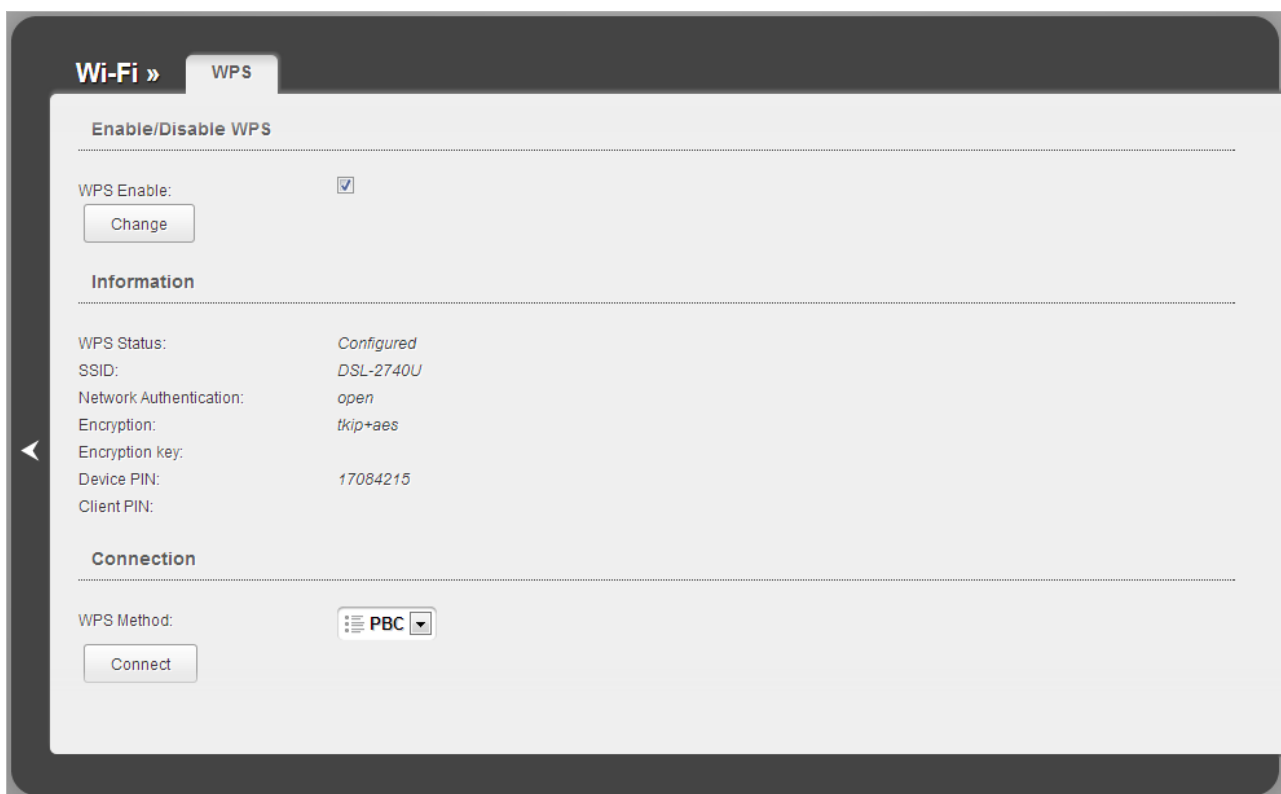 Wi-Fi » WPS
Enable/Disable WPS
WPS Enable:
Change
Information
WPS Status: Configured
SSID: DSL-2740U
Network Authentication: open
Encryption: tkip+aes
Encryption key:
Device PIN: 17084215
Client PIN:
Connection
WPS Method: PBC
Connect